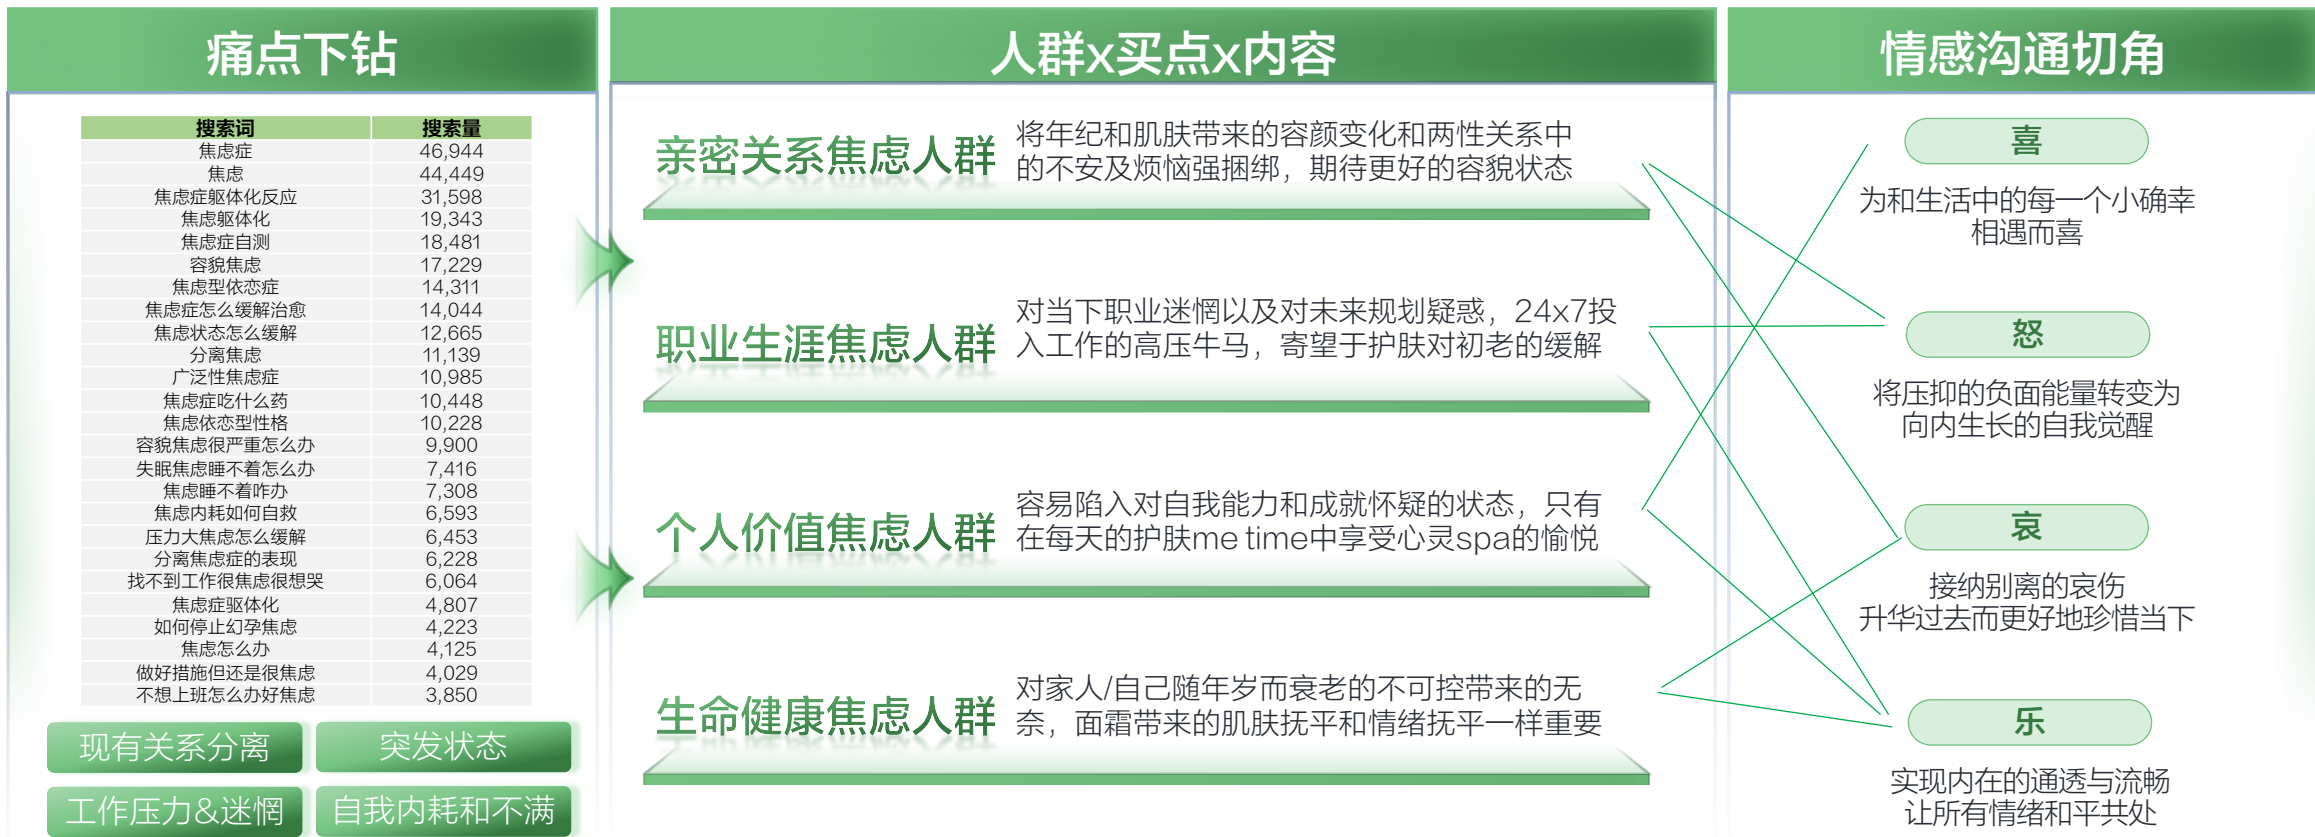 痛点下钻
搜索词 搜索量
焦虑症 46,944
焦虑 44,449
焦虑症躯体化反应 31,598
焦虑躯体化 19,343
焦虑症自测 18,481
容貌焦虑 17,229
焦虑型依恋症 14,311
焦虑症怎么缓解治愈 14,044
焦虑状态怎么缓解 12,665
分离焦虑 11,139
广泛性焦虑症 10,985
焦虑症吃什么药 10,448
焦虑依恋型性格 10,228
容貌焦虑很严重怎么办 9,900
失眠焦虑睡不着怎么办 7,416
焦虑睡不着咋办 7,308
焦虑内耗如何自救 6,593
压力大焦虑怎么缓解 6,453
分离焦虑症的表现 6,228
找不到工作很焦虑很想哭 6,064
焦虑症驱体化 4,807
如何停止幻孕焦虑 4,223
焦虑怎么办 4,125
做好措施但还是很焦虑 4,029
不想上班怎么办好焦虑 3,850
现有关系分离 突发状态
工作压力&迷惘 自我内耗和不满
人群x买点x内容
亲密关系焦虑人群
将年纪和肌肤带来的容颜变化和两性关系中
的不安及烦恼强捆绑，期待更好的容貌状态
职业生涯焦虑人群
对当下职业迷惘以及对未来规划疑惑，24x7投
入工作的高压牛马，寄望于护肤对初老的缓解
个人价值焦虑人群
容易陷入对自我能力和成就怀疑的状态，只有
在每天的护肤me time中享受心灵spa的愉悦
生命健康焦虑人群
对家人/自己随年岁而衰老的不可控带来的无
奈，面霜带来的肌肤抚平和情绪抚平一样重要
情感沟通切角
喜
为和生活中的每一个小确幸
相遇而喜
怒
将压抑的负面能量转变为
向内生长的自我觉醒
哀
接纳别离的哀伤
升华过去而更好地珍惜当下
乐
实现内在的通透与流畅
让所有情绪和平共处